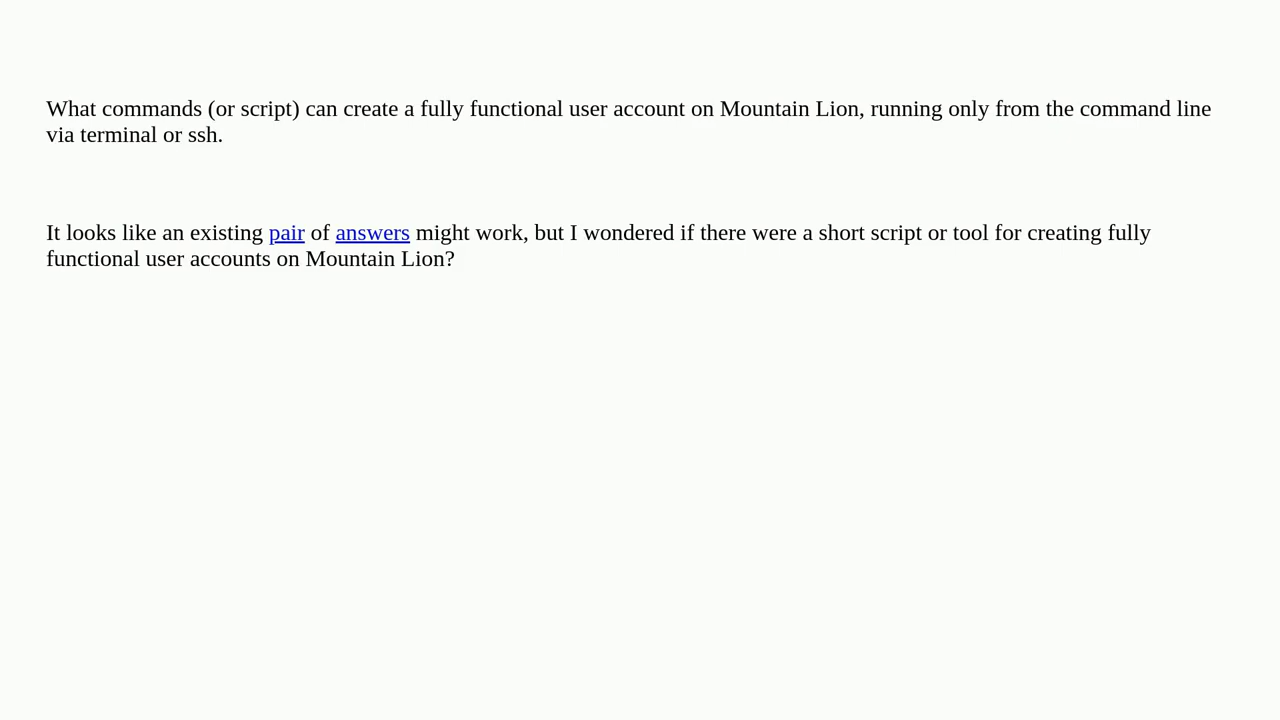 What commands (or script) can create a fully functional user account on Mountain Lion, running only from the command line
via terminal or ssh.
It looks like an existing pair of answers might work, but I wondered if there were a short script or tool for creating fully
functional user accounts on Mountain Lion?